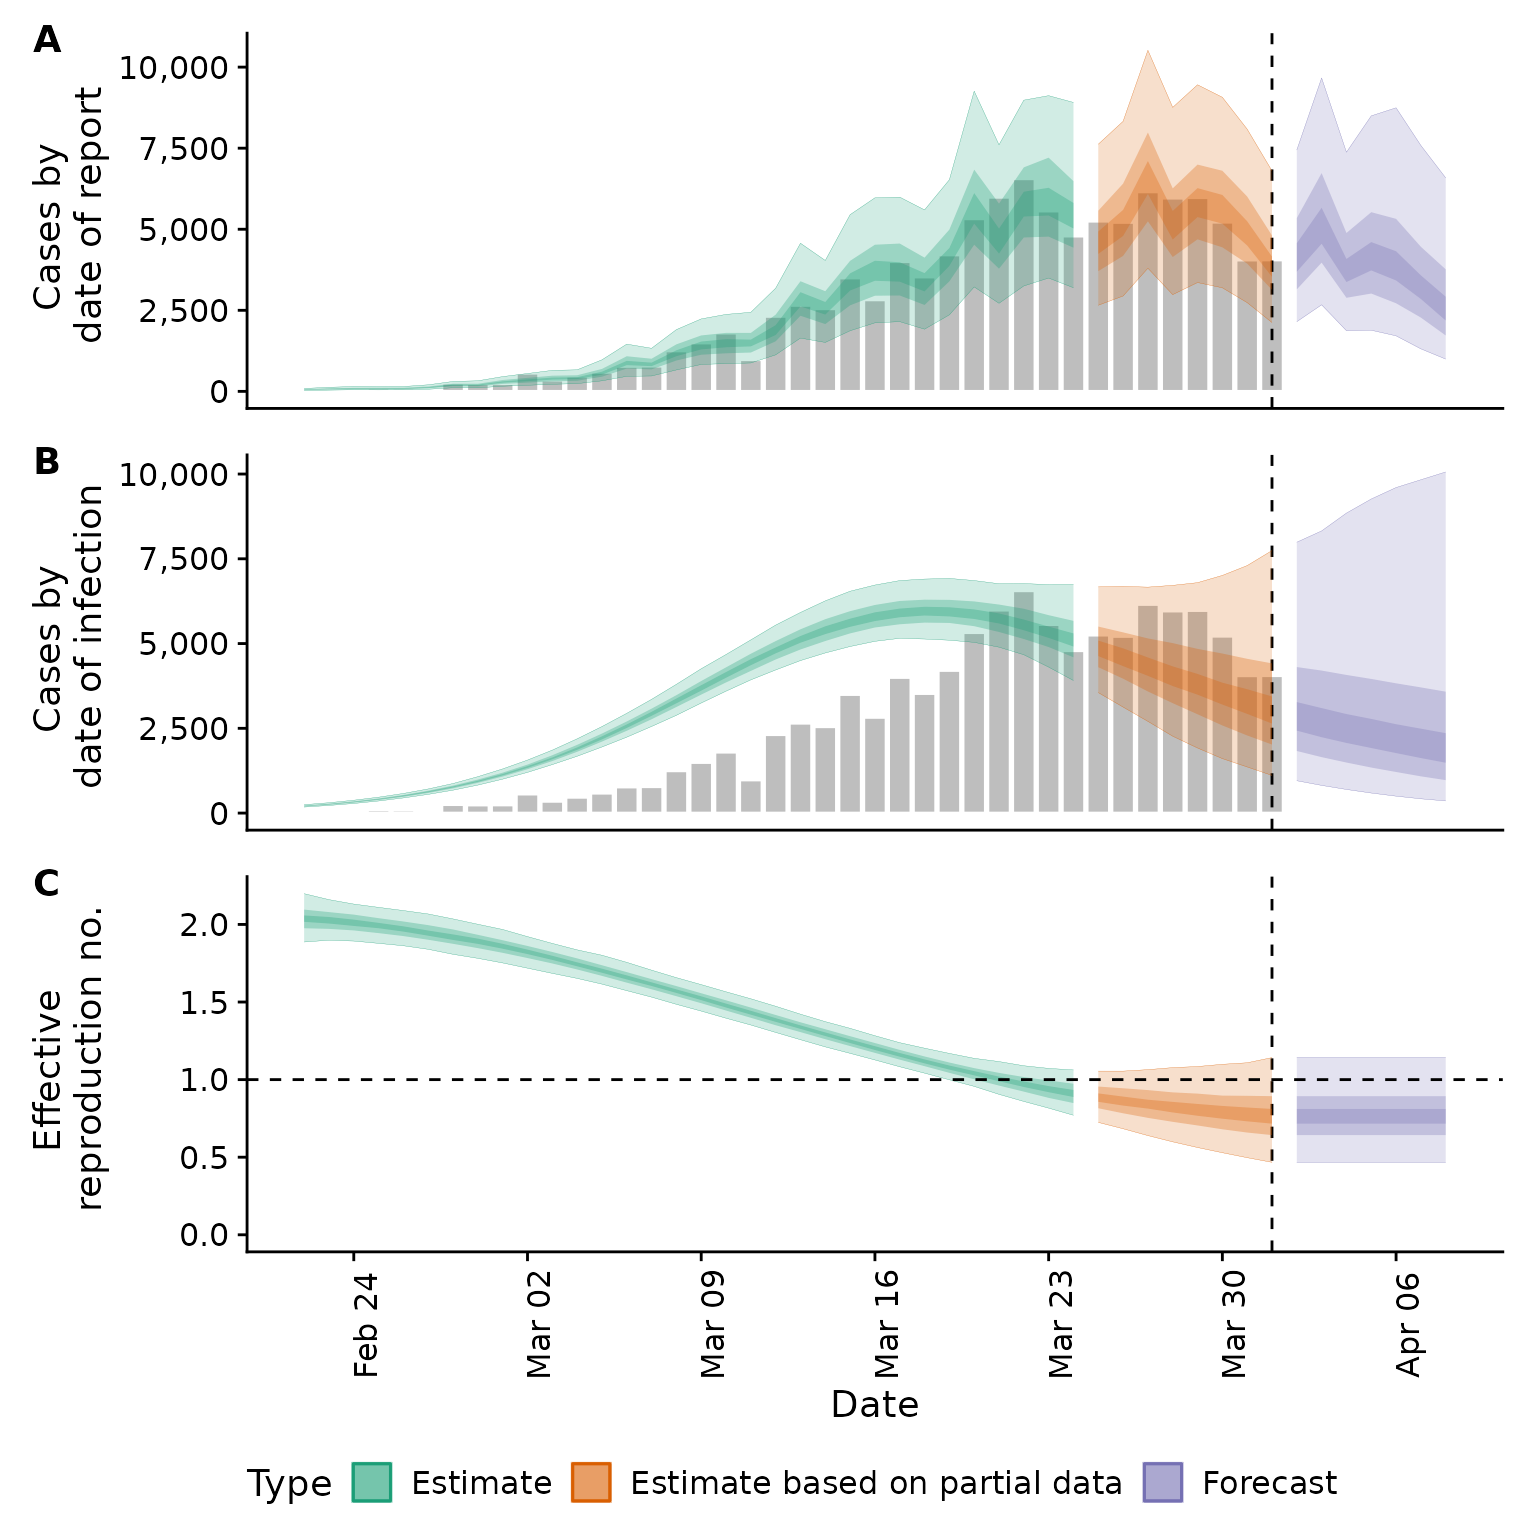 A
Cases by
date of report
10,000
7,500
5,000
2,500
0
B
Cases by
date of infection
10,000
7,500
5,000
2,500
0
C
Effective
reproduction no.
2.0
1.5
1.0
0.5
0.0
Feb 24
Mar 02
Mar 09
Mar 16
Mar 23
Mar 30
Apr 06
Date
Type Estimate Estimate based on partial data Forecast